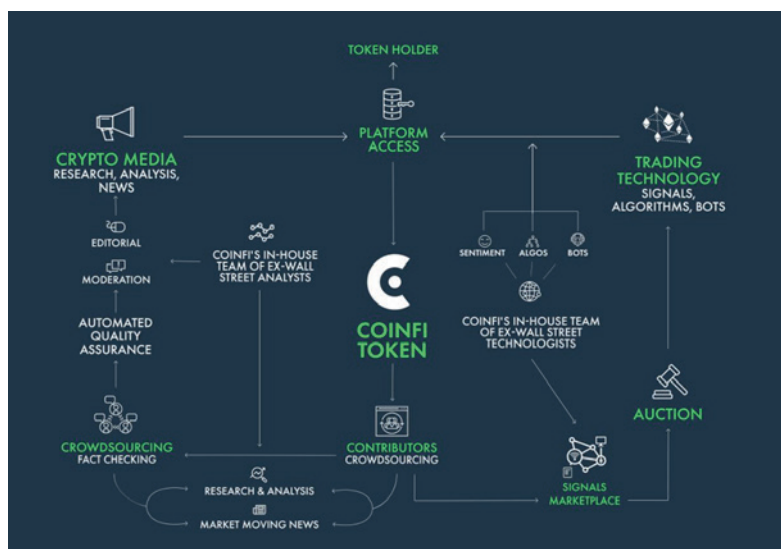 TOKEN HOLDER
PLATFORM
ACCESS
CRYPTO MEDIA
RESEARCH, ANALYSIS,
NEWS
TRADING
TECHNOLOGY
SIGNALS,
ALGORITHMS, BOTS
EDITORIAL
MODERATION
COINFI'S IN-HOUSE
TEAM OF EX-WALL
STREET ANALYSTS
SENTIMENT
ALGOS
BOTS
AUTOMATED
QUALITY
ASSURANCE
COINFI
TOKEN
COINFI'S IN-HOUSE TEAM
OF EX-WALL STREET
TECHNOLOGISTS
AUCTION
CROWDSOURCING
FACT CHECKING
CONTRIBUTORS
CROWDSOURCING
SIGNALS
MARKETPLACE
RESEARCH & ANALYSIS
MARKET MOVING NEWS